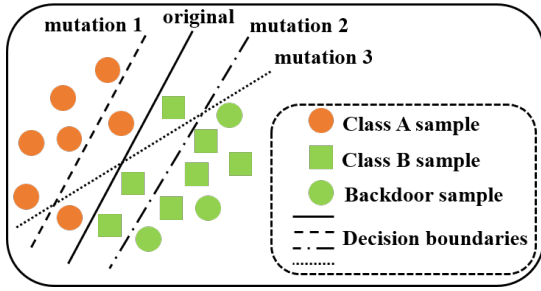 original
mutation 1
mutation 2
mutation 3
Class A sample
Class B sample
Backdoor sample
Decision boundaries